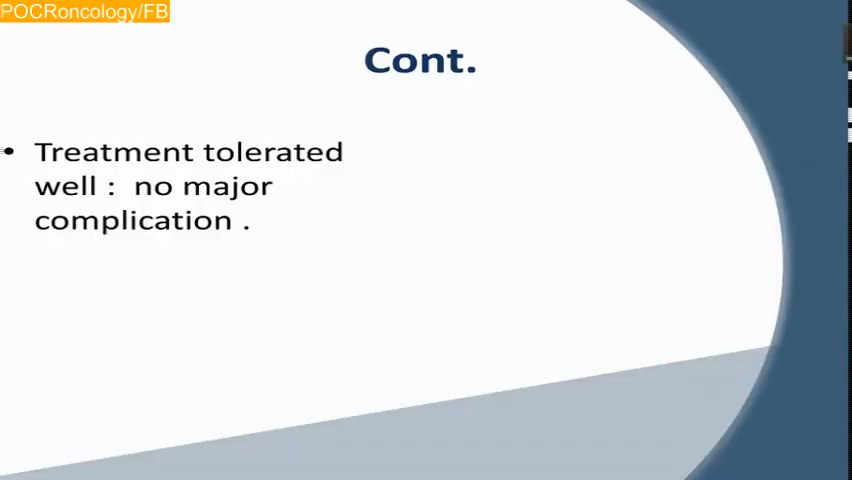 POCRoncology/FB
Cont.
• Treatment tolerated
well : no major
complication .